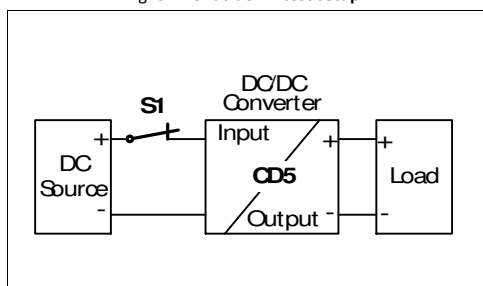 DC/DC
Converter
S1
+
Input
+
+
DC
Source
CD5
Load
-
Output
-
-